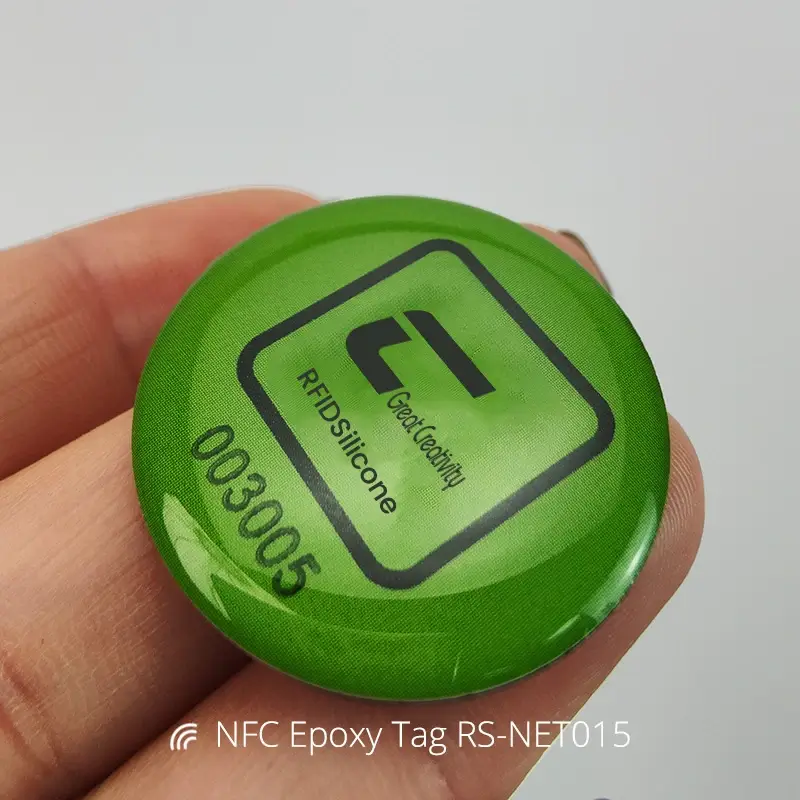 Great Creativity
RFIDSilicone
003005
NFC Epoxy Tag RS-NET015